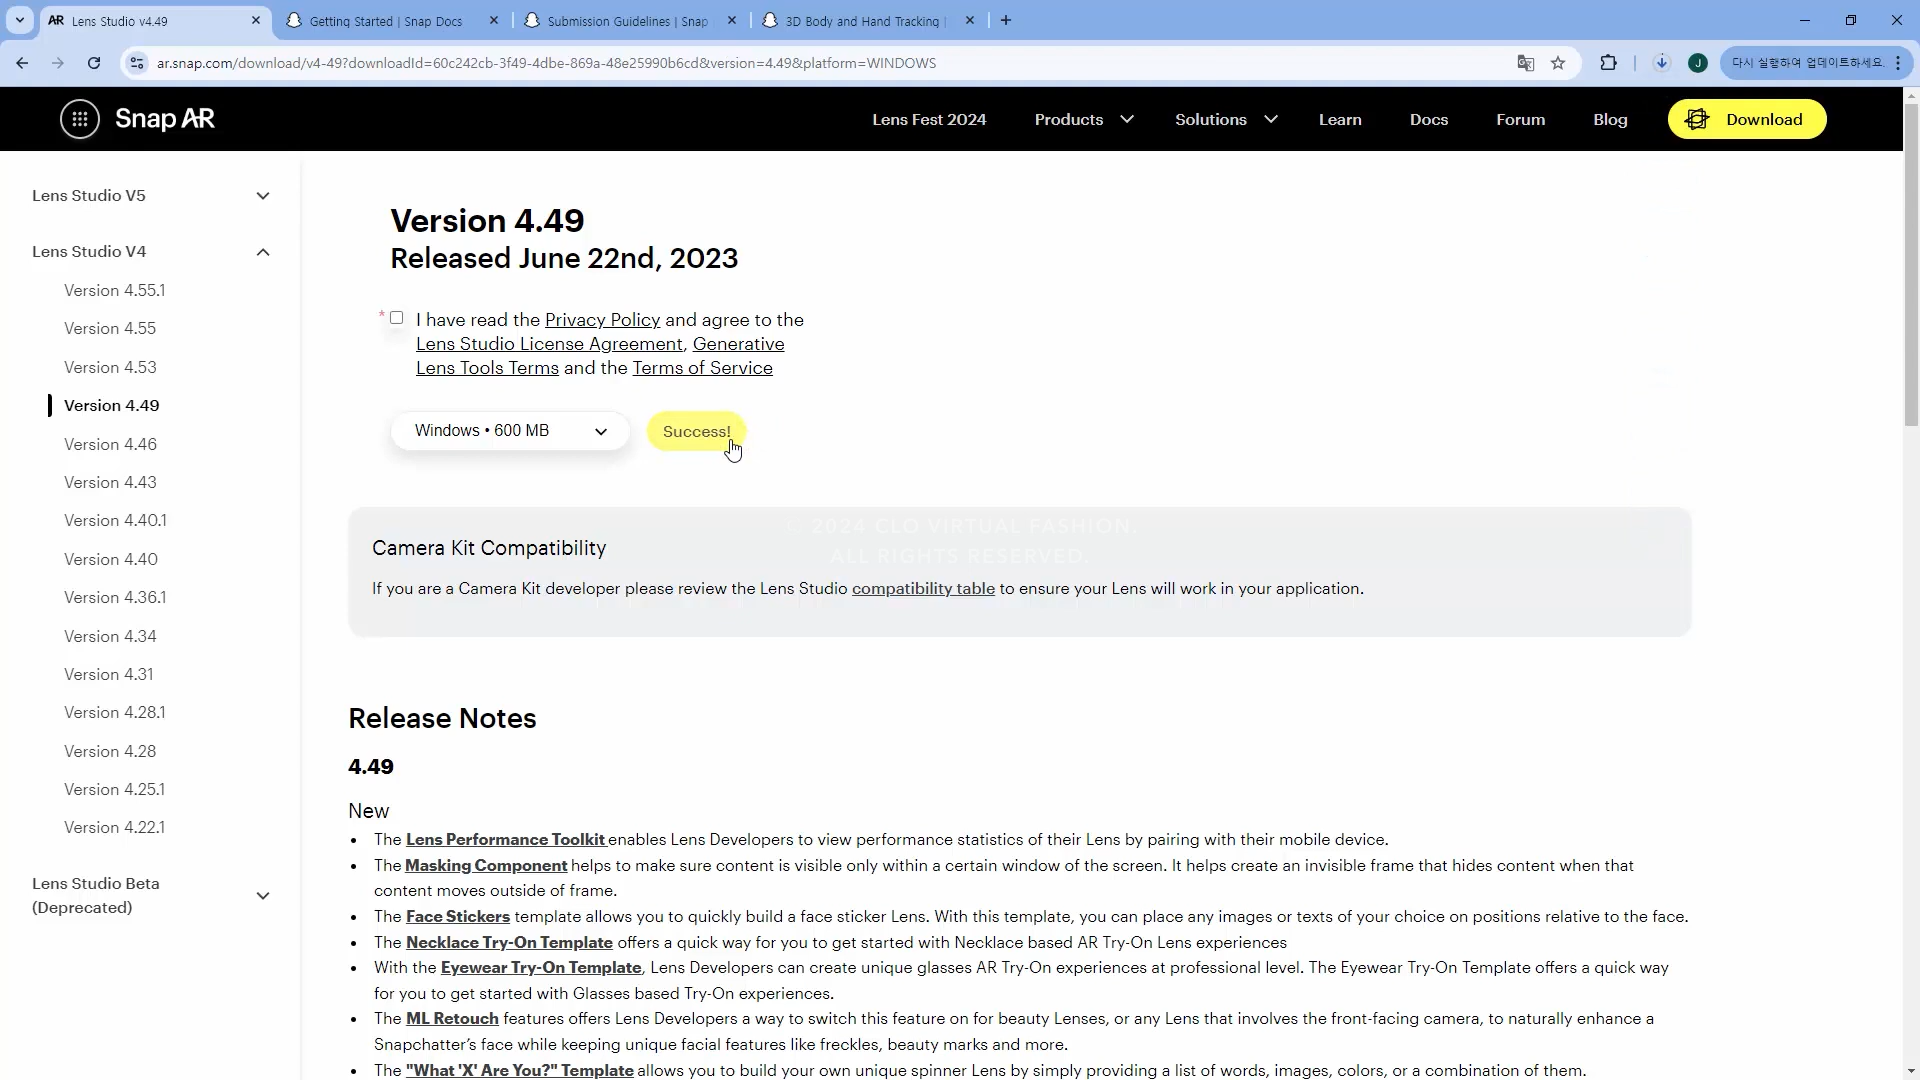 AR Lens Studio v4.49
Getting Started | Snap Docs
Submission Guidelines | Snap
3D Body and Hand Tracking |
ar.snap.com/download/v4-49?downloadId=60c242cb-3f49-4dbe-869a-48e25990b6cd&version=4.49&platform=WINDOWS
J
다시 실행하여 업데이트하세요.
Snap AR
Lens Fest 2024
Products
Solutions
Learn
Docs
Forum
Blog
Download
Lens Studio V5
Lens Studio V4
Version 4.55.1
Version 4.55
Version 4.53
Version 4.49
Version 4.46
Version 4.43
Version 4.40.1
Version 4.40
Version 4.36.1
Version 4.34
Version 4.31
Version 4.28.1
Version 4.28
Version 4.25.1
Version 4.22.1
Lens Studio Beta
(Deprecated)
Version 4.49
Released June 22nd, 2023
* I have read the Privacy Policy and agree to the
Lens Studio License Agreement, Generative
Lens Tools Terms and the Terms of Service
Windows • 600 MB
Success!
© 2024 CLO VIRTUAL FASHION.
ALL RIGHTS RESERVED.
Camera Kit Compatibility
If you are a Camera Kit developer please review the Lens Studio compatibility table to ensure your Lens will work in your application.
Release Notes
4.49
New
• The Lens Performance Toolkit enables Lens Developers to view performance statistics of their Lens by pairing with their mobile device.
• The Masking Component helps to make sure content is visible only within a certain window of the screen. It helps create an invisible frame that hides content when that
content moves outside of frame.
• The Face Stickers template allows you to quickly build a face sticker Lens. With this template, you can place any images or texts of your choice on positions relative to the face.
• The Necklace Try-On Template offers a quick way for you to get started with Necklace based AR Try-On Lens experiences
• With the Eyewear Try-On Template, Lens Developers can create unique glasses AR Try-On experiences at professional level. The Eyewear Try-On Template offers a quick way
for you to get started with Glasses based Try-On experiences.
• The ML Retouch features offers Lens Developers a way to switch this feature on for beauty Lenses, or any Lens that involves the front-facing camera, to naturally enhance a
Snapchatter's face while keeping unique facial features like freckles, beauty marks and more.
• The "What 'X' Are You?" Template allows you to build your own unique spinner Lens by simply providing a list of words, images, colors, or a combination of them.